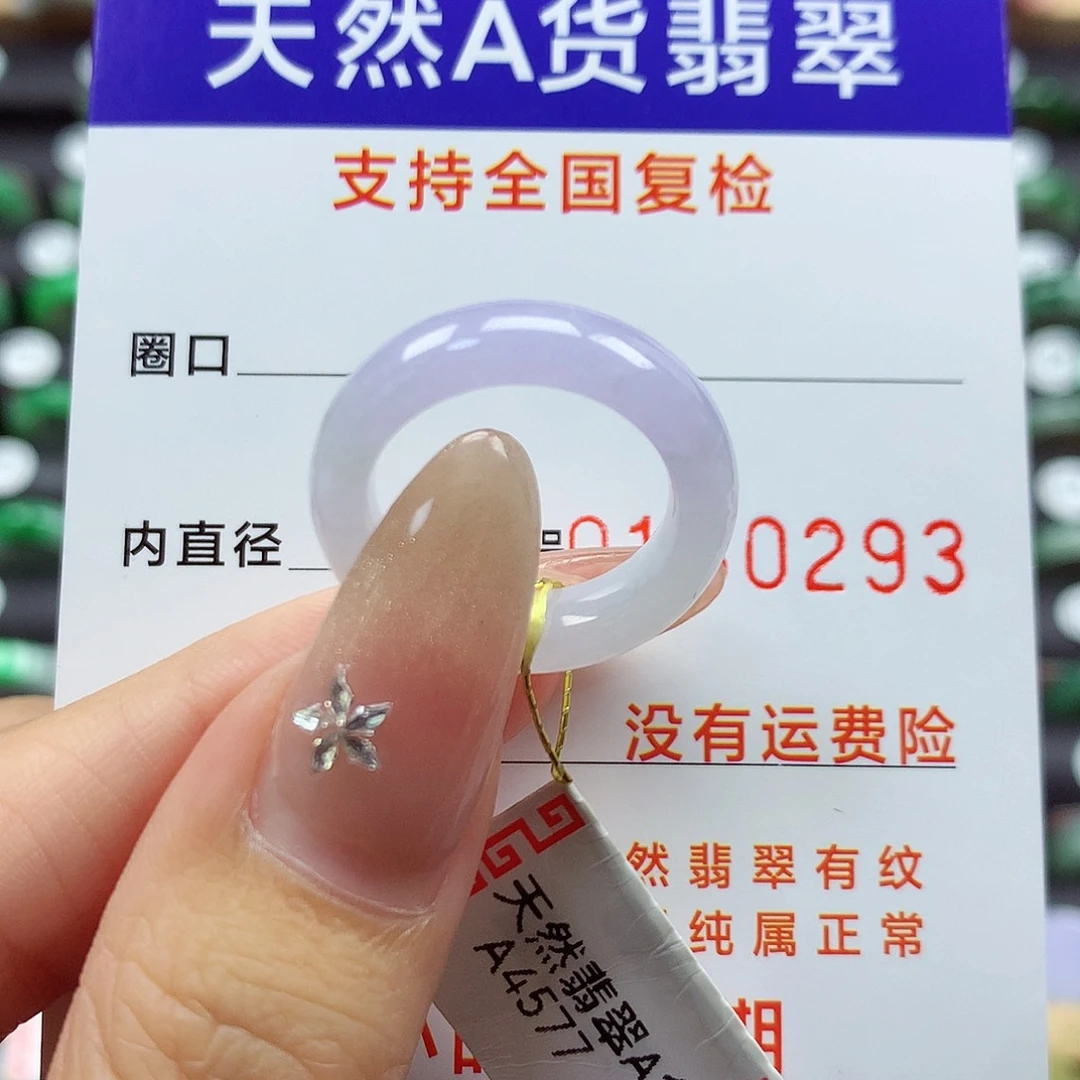 天然A货翡翠
支持全国复检
圈口
内直径
01 0293
没有运费险
然翡翠有纹
纯属正常
天然翡翠A
A4577
期